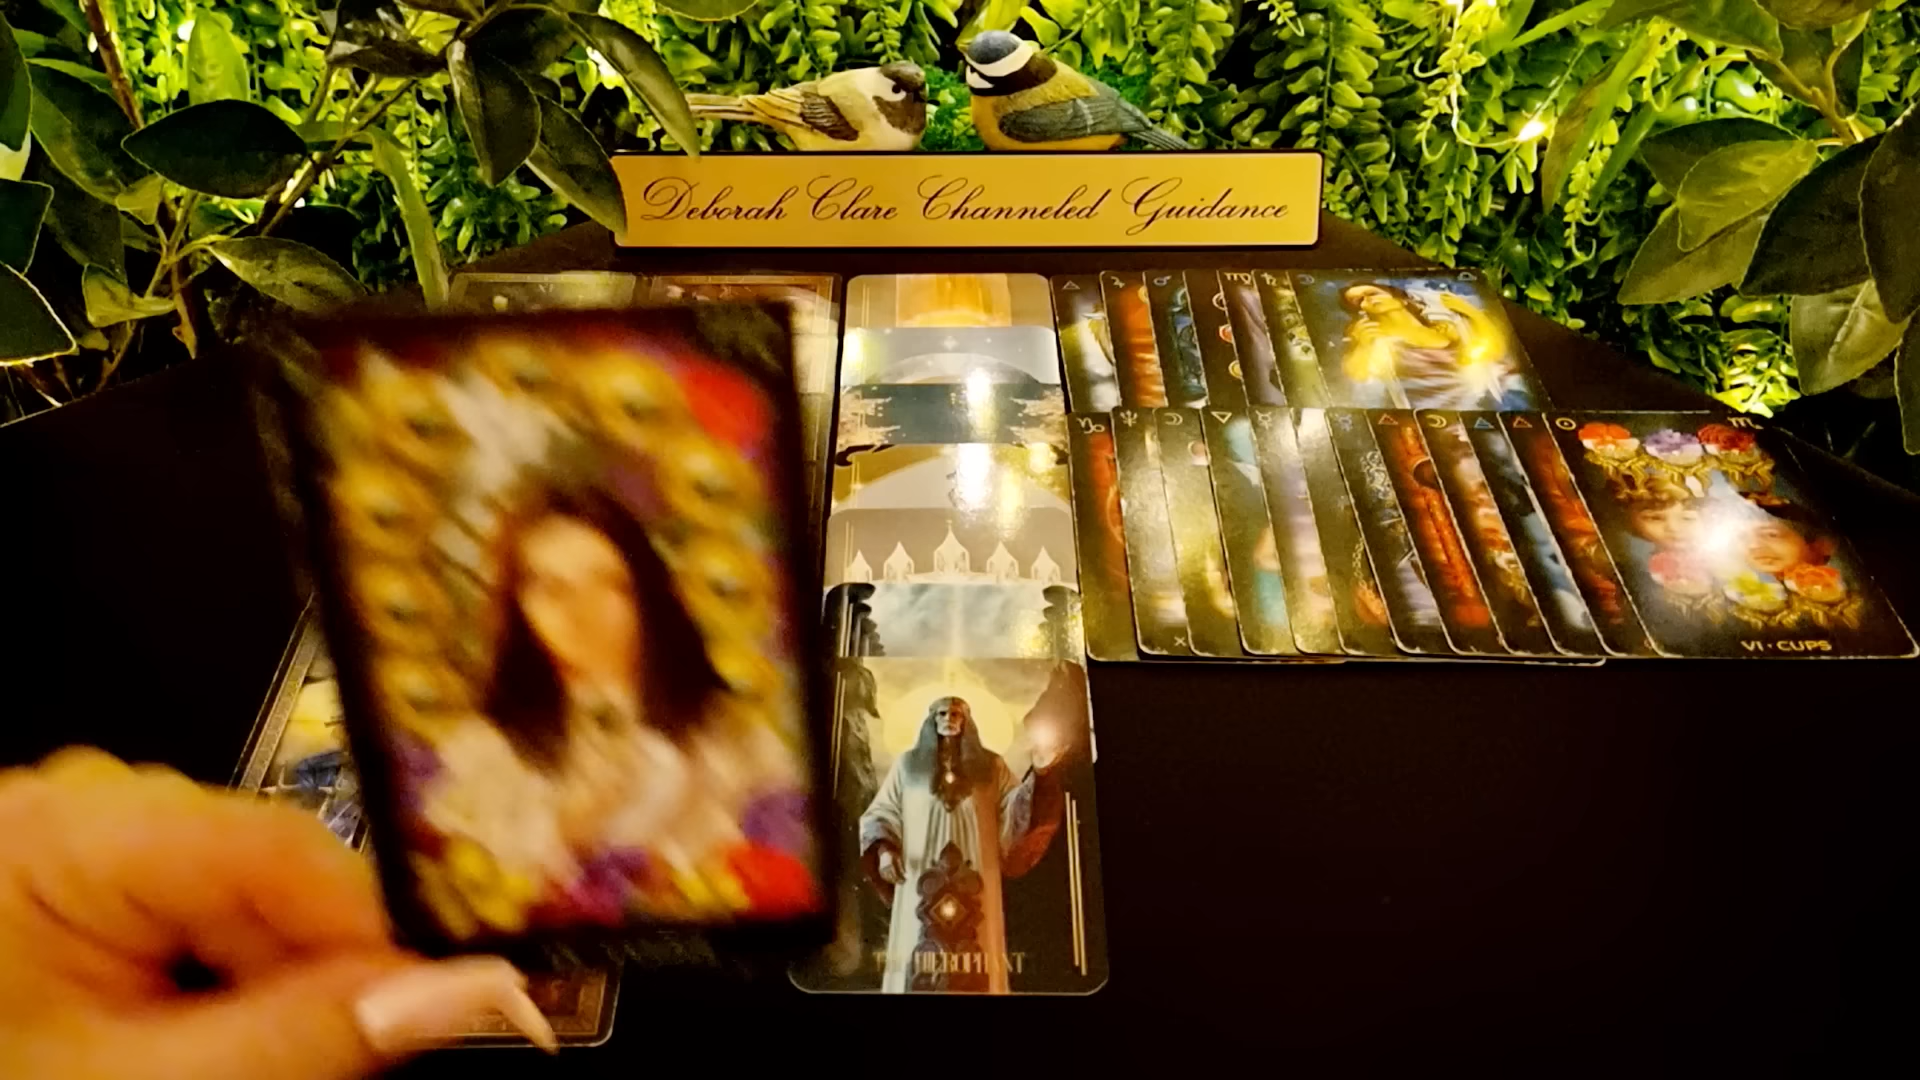 Deborah Clare Channeled Guidance
VI · CUPS
THE HIEROPHANT